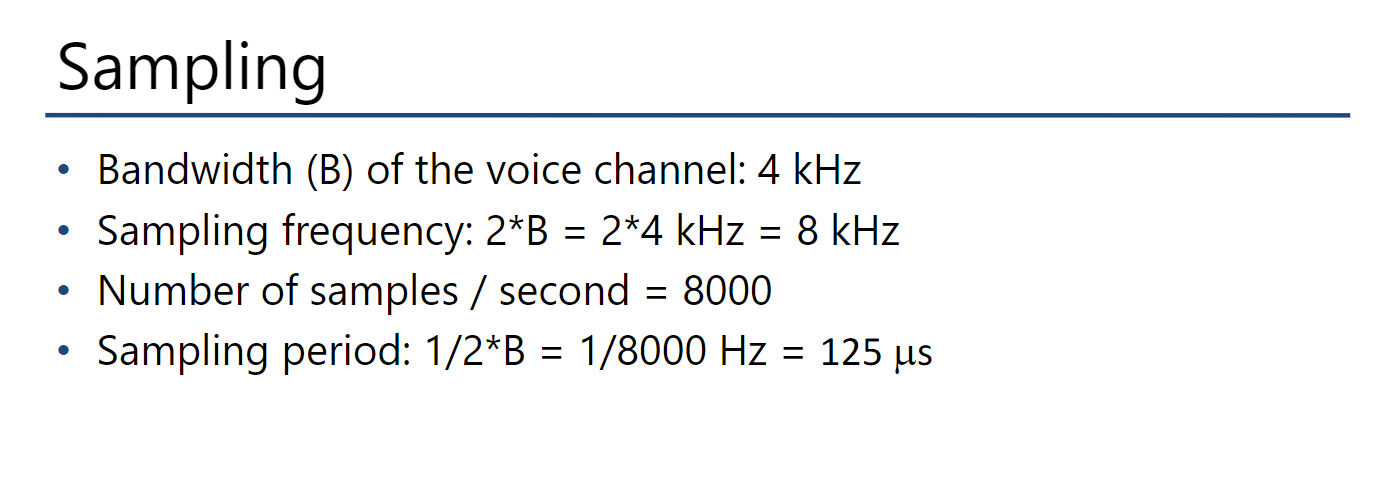 Sampling
• Bandwidth (B) of the voice channel: 4 kHz
• Sampling frequency: 2*B = 2*4 kHz = 8 kHz
• Number of samples / second = 8000
• Sampling period: 1/2*B = 1/8000 Hz = 125 μs